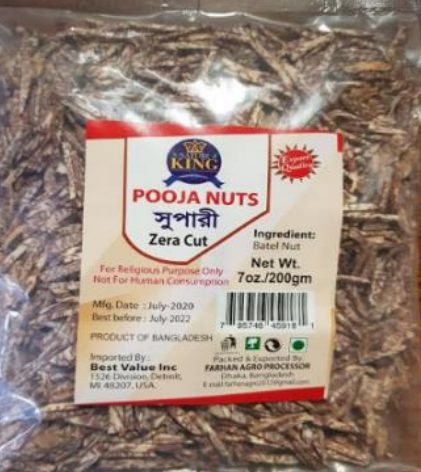 NATURE'S
KING
Export
Quality
POOJA NUTS
সুপারী
Zera Cut
Ingredient:
Batel Nut
For Religious Purpose Only
Not For Human Consumption
Net Wt.
7oz./200gm
Mfg. Date : July-2020
Best before : July-2022
PRODUCT OF BANGLADESH
Imported By :
Best Value Inc
1526 Division, Detroit,
MI 48207, USA.
Packed & Exported By:
FARHAN AGRO PROCESSOR
Dhaka, Bangladesh